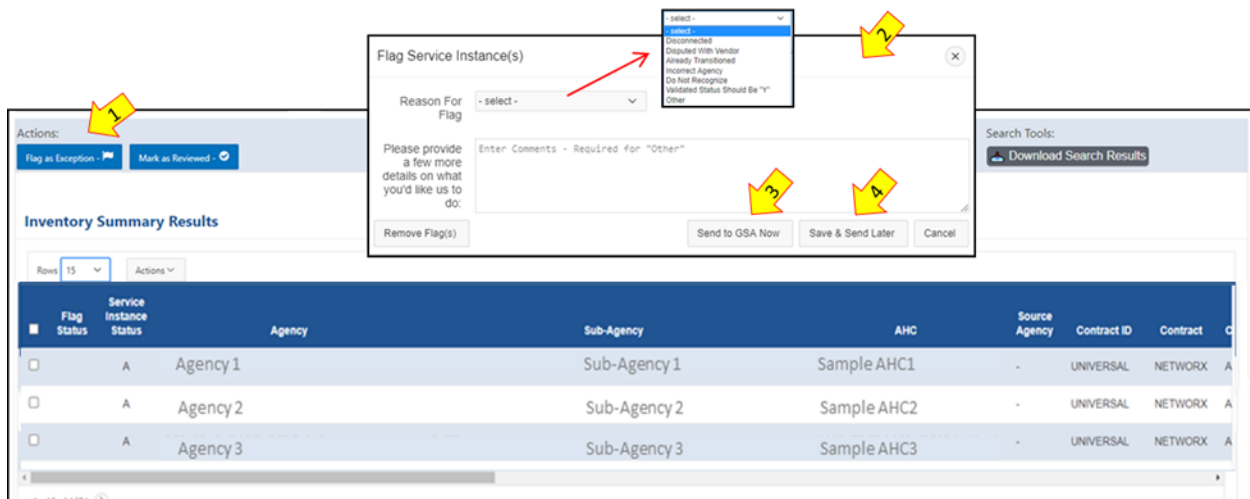 - select -
- select -
Disconnected
Disputed With Vendor
Already Transitioned
Incorrect Agency
Do Not Recognize
Validated Status Should Be "Y"
Other
2
Flag Service Instance(s)
Reason For
Flag
- select -
Please provide
a few more
details on what
you'd like us to
do:
Enter Comments - Required for "Other"
3
4
Remove Flag(s)
Send to GSA Now
Save & Send Later
Cancel
1
Actions:
Flag as Exception -
Mark as Reviewed -
Search Tools:
Download Search Results
Inventory Summary Results
Rows 15
Actions
Flag
Status
Service
Instance
Status
Agency
Sub-Agency
AHC
Source
Agency
Contract ID
Contract
C
A Agency 1 Sub-Agency 1 Sample AHC1 - UNIVERSAL NETWORX A
A Agency 2 Sub-Agency 2 Sample AHC2 - UNIVERSAL NETWORX A
A Agency 3 Sub-Agency 3 Sample AHC3 - UNIVERSAL NETWORX A